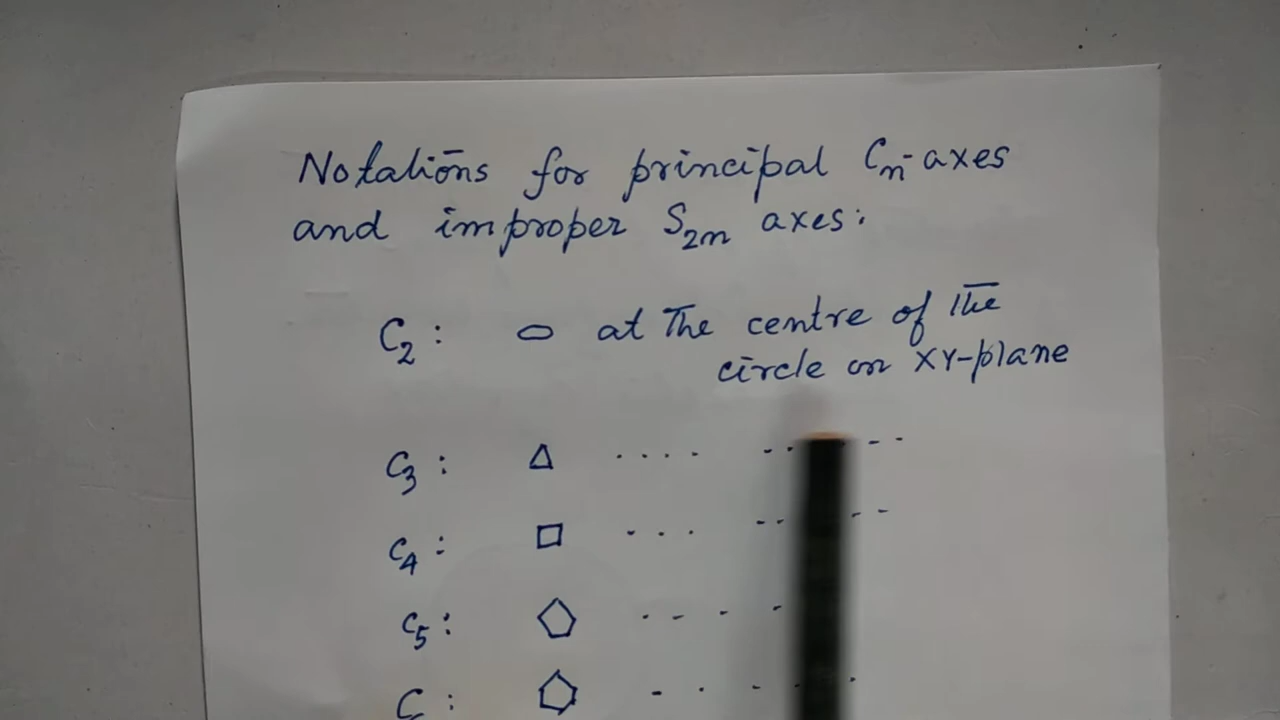 Notations for principal Cn-axes
and improper S2n axes:
C2: at the centre of the
circle on XY-plane
C3: .... -- --
C4: ... -- --
C5: ....
C :